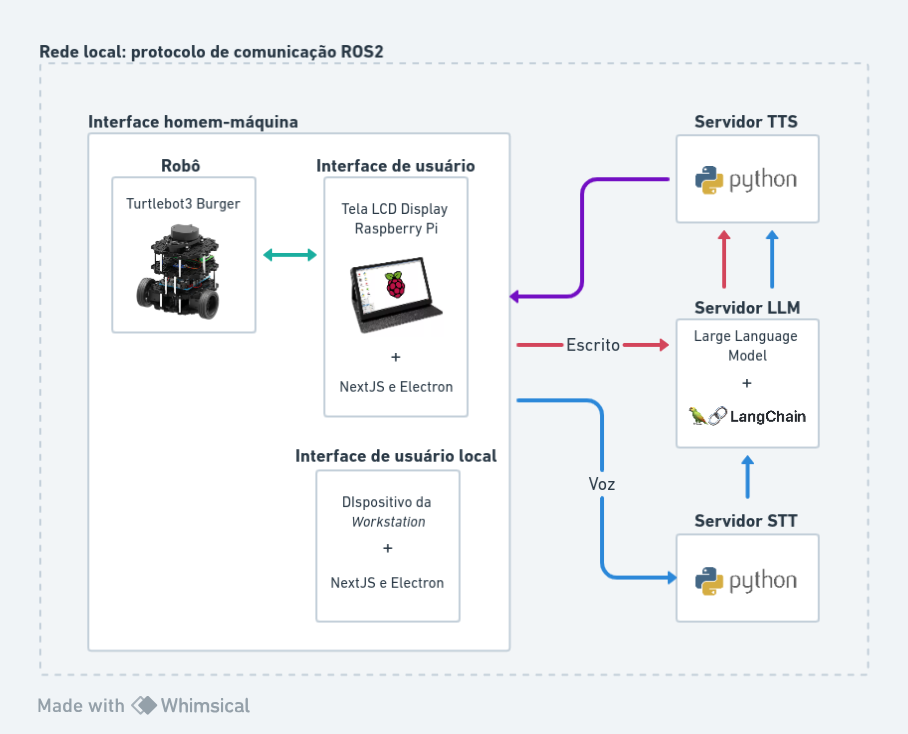 Rede local: protocolo de comunicação ROS2
Interface homem-máquina
Robô
Turtlebot3 Burger
Interface de usuário
Tela LCD Display
Raspberry Pi
+
NextJS e Electron
Interface de usuário local
DIspositivo da
Workstation
+
NextJS e Electron
Escrito
Voz
Servidor TTS
python
Servidor LLM
Large Language
Model
+
LangChain
Servidor STT
python
Made with Whimsical